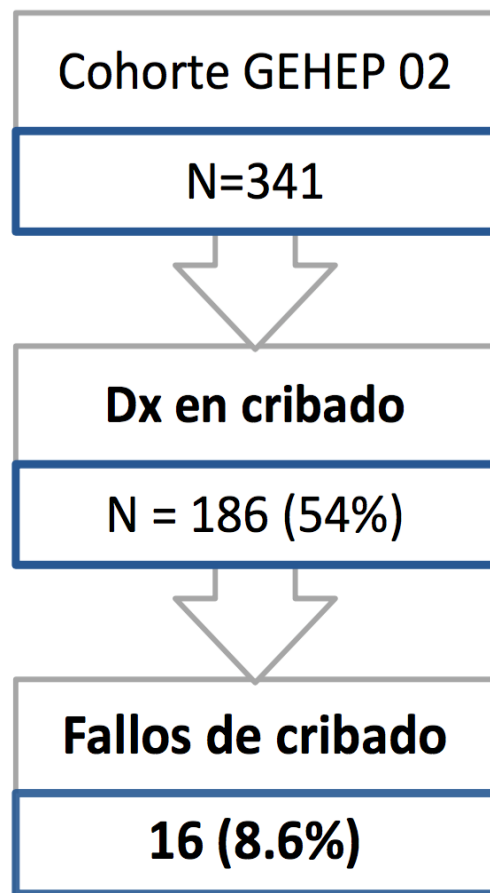 Cohorte GEHEP 02
N=341
Dx en cribado
N = 186 (54%)
Fallos de cribado
16 (8.6%)